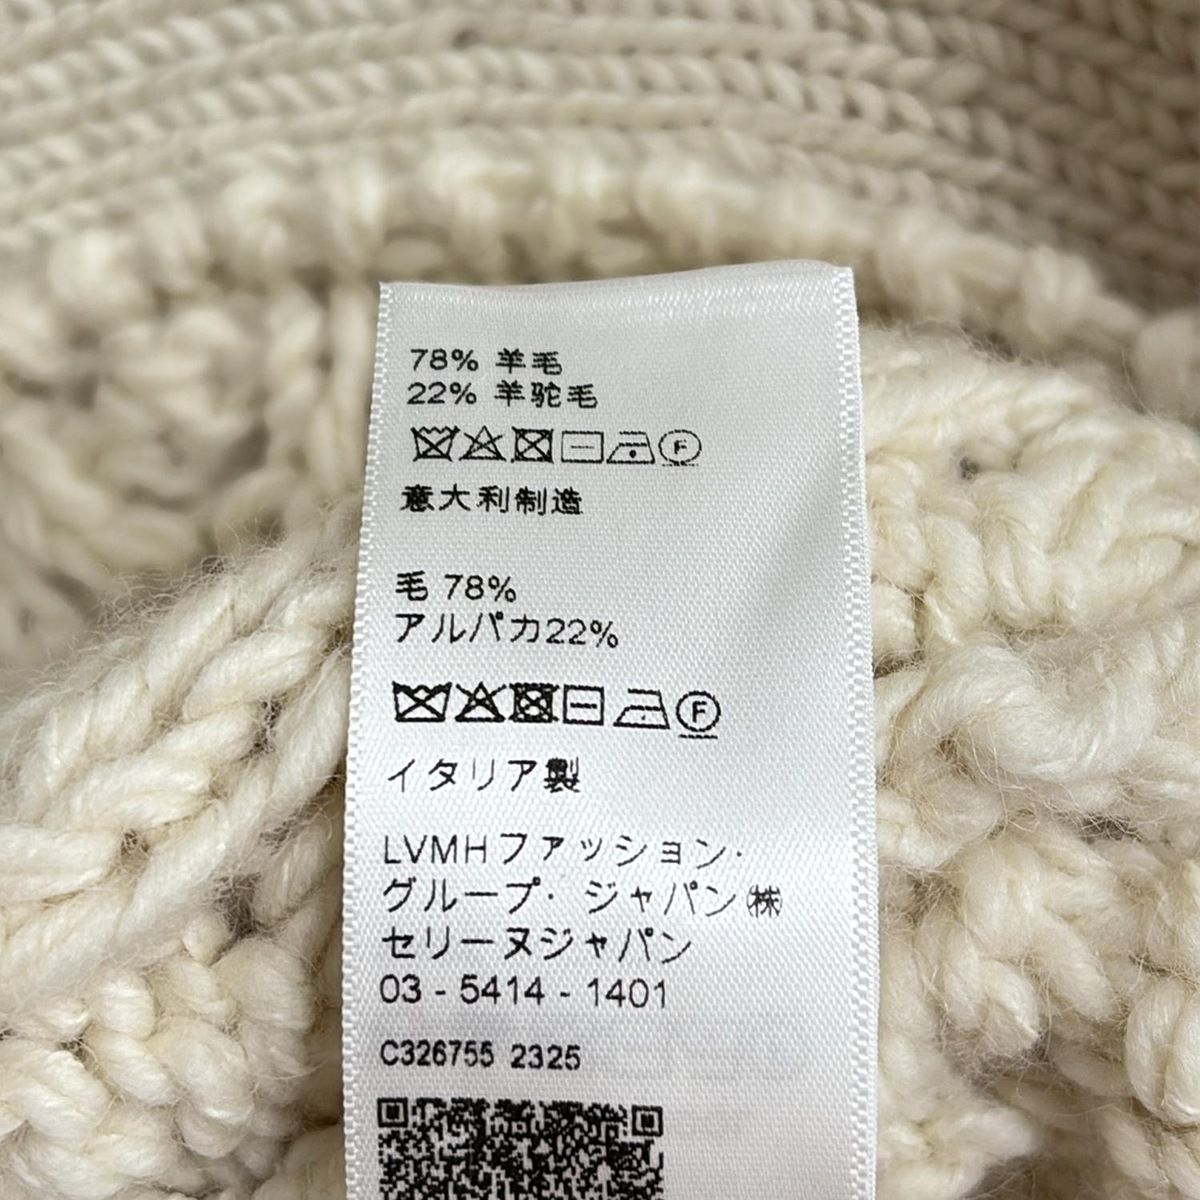 78% 羊毛
22% 羊驼毛
F
意大利制造
毛 78%
アルパカ22%
F
イタリア製
LVMHファッション·
グループ· ジャパン㈱
セリーヌジャパン
03 - 5414 - 1401
C326755 2325